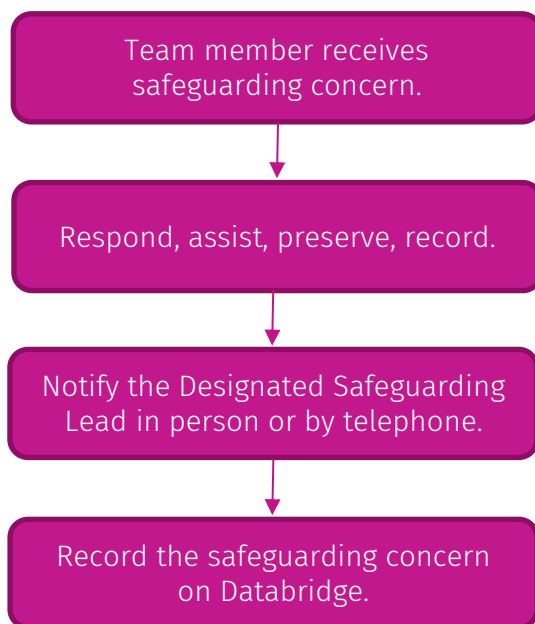 Team member receives
safeguarding concern.
Respond, assist, preserve, record.
Notify the Designated Safeguarding
Lead in person or by telephone.
Record the safeguarding concern
on Databridge.